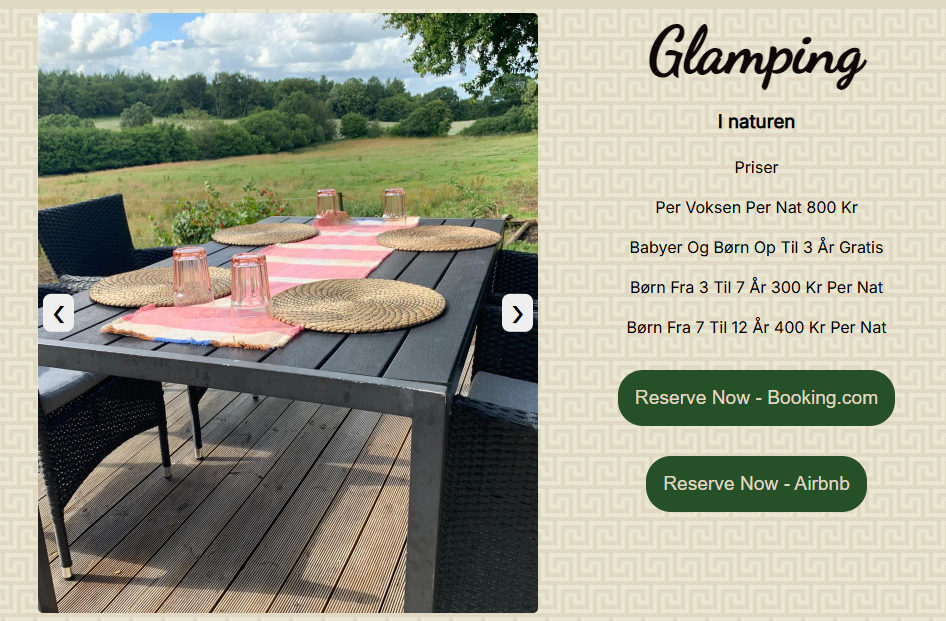 Glamping
I naturen
Priser
Per Voksen Per Nat 800 Kr
Babyer Og Børn Op Til 3 År Gratis
Børn Fra 3 Til 7 År 300 Kr Per Nat
Børn Fra 7 Til 12 År 400 Kr Per Nat
Reserve Now - Booking.com
Reserve Now - Airbnb